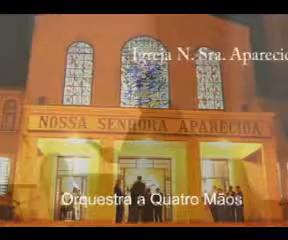 Igreja N. Sra. Aparecid
NOSSA SENHORA APARECIDA
Orquestra a Quatro Mãos